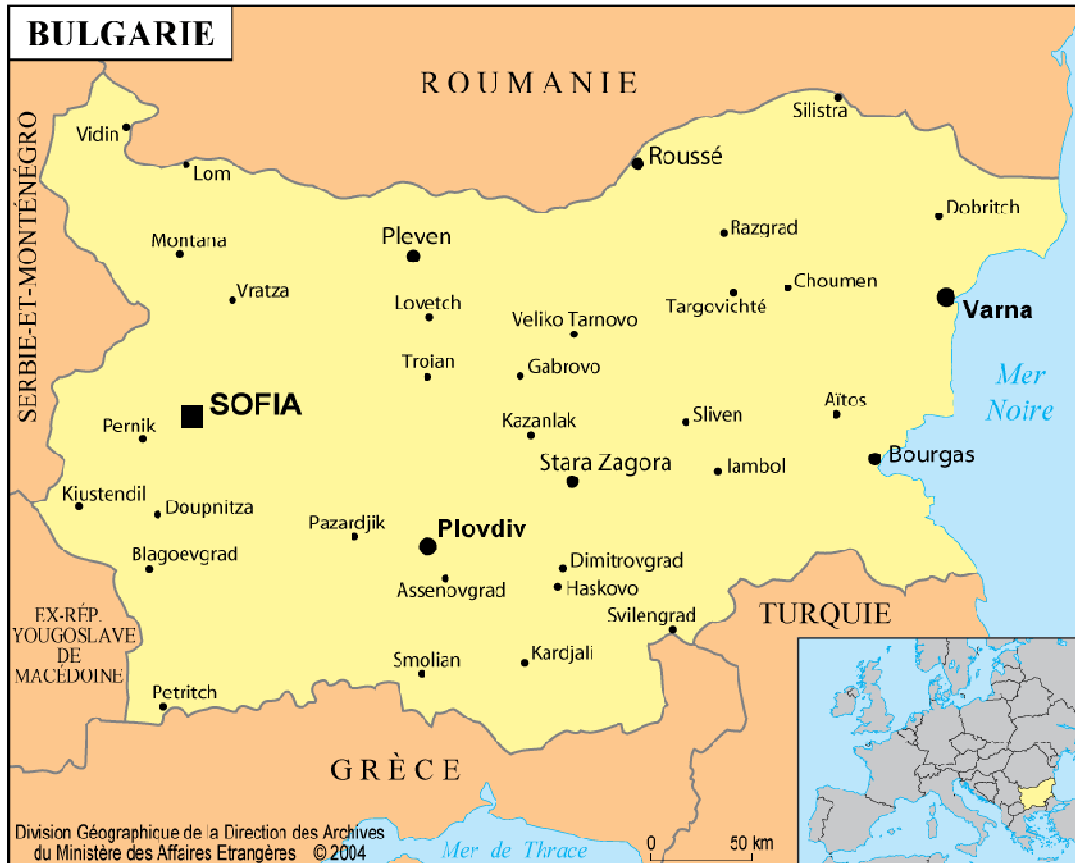 BULGARIE
ROUMANIE
SERBIE-ET-MONTÉNÉGRO
Silistra
Vidin
Roussé
Lom
Dobritch
Razgrad
Pleven
Montana
Choumen
Vratza
Lovetch
Targovichté
Varna
Veliko Tarnovo
Troian
Gabrovo
Mer
Noire
SOFIA
Aïtos
Pernik
Kazanlak
Sliven
Bourgas
Stara Zagora
Iambol
Kiustendil
Doupnitza
Pazardjik
Plovdiv
Blagoevgrad
Dimitrovgrad
Assenovgrad
Haskovo
EX-RÉP.
YOUGOSLAVE
DE
MACÉDOINE
Svilengrad
TURQUIE
Smolian
Kardjali
Petritch
GRÈCE
Division Géographique de la Direction des Archives
du Ministère des Affaires Etrangères © 2004
Mer de Thrace
0 50 km